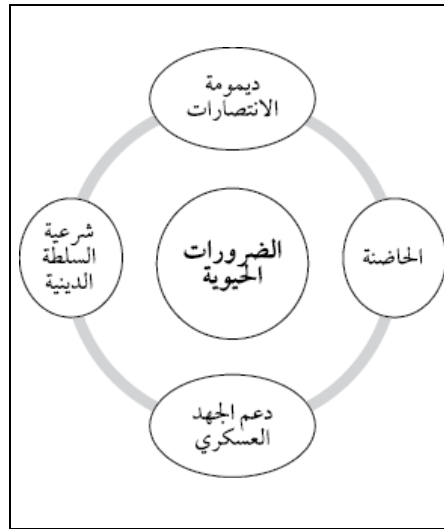 ديمومة
الانتصارات
الحاضنة
الضرورات
الحيوية
شرعية
السلطة
الدينية
دعم الجهد
العسكري